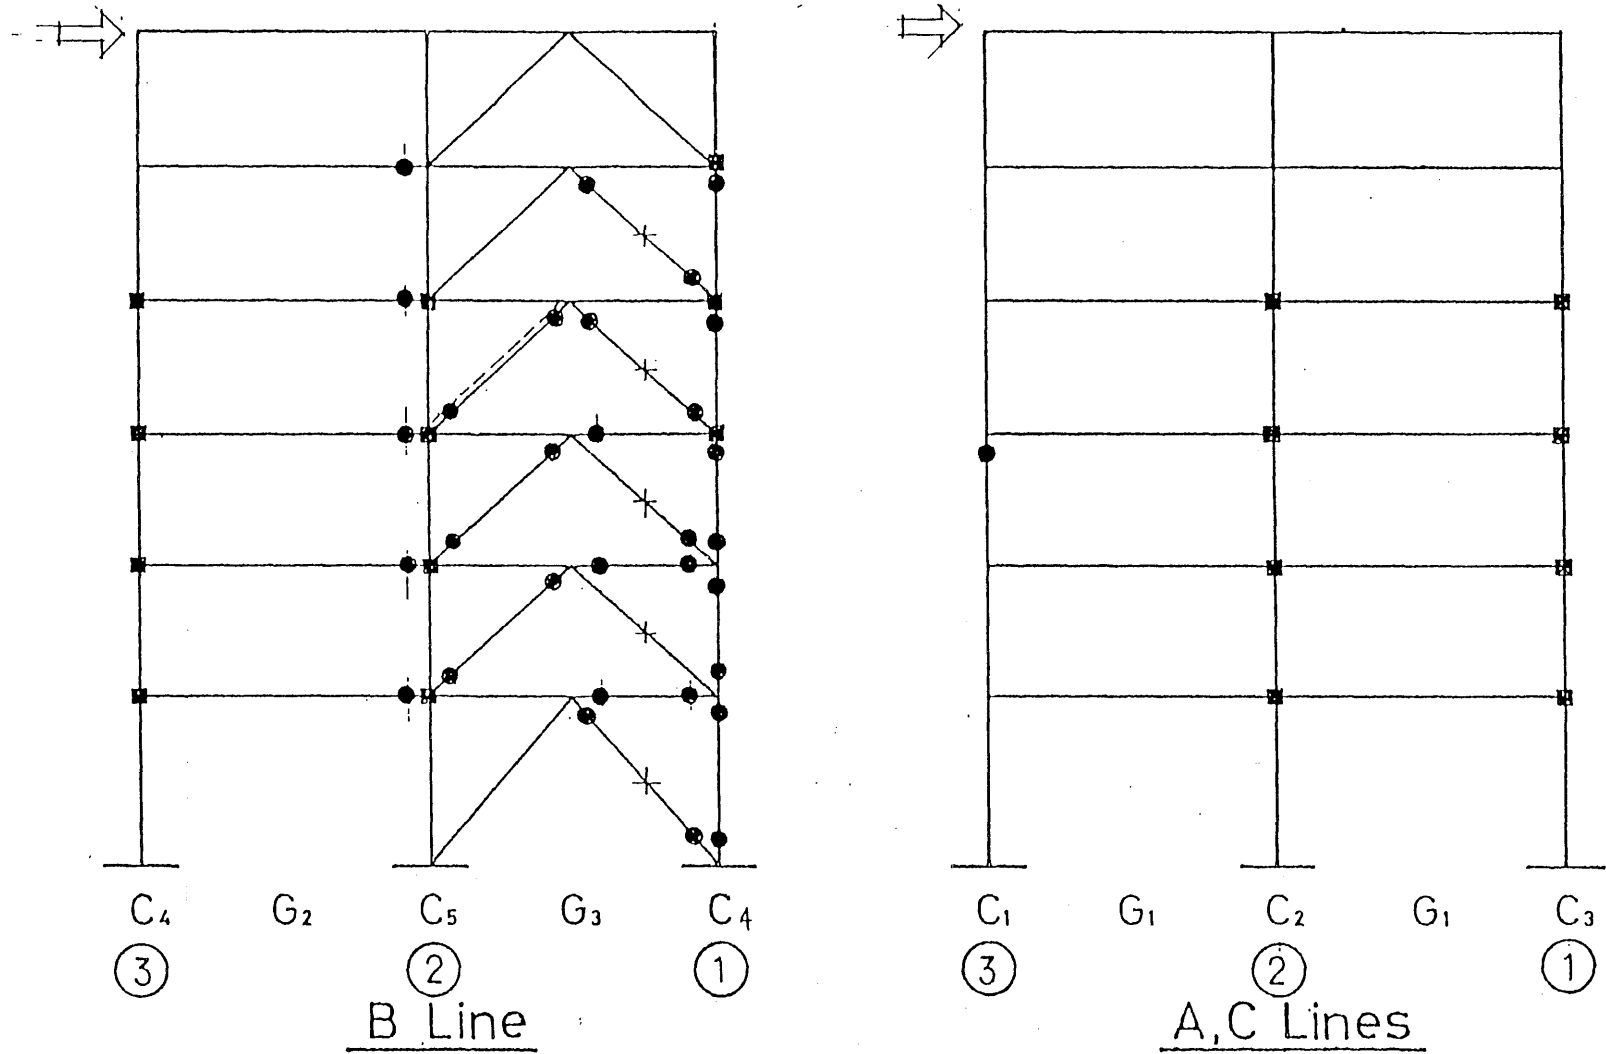 C₄ G₂ C₅ G₃ C₄
3 2 1
B Line
C₁ G₁ C₂ G₁ C₃
3 2 1
A,C Lines